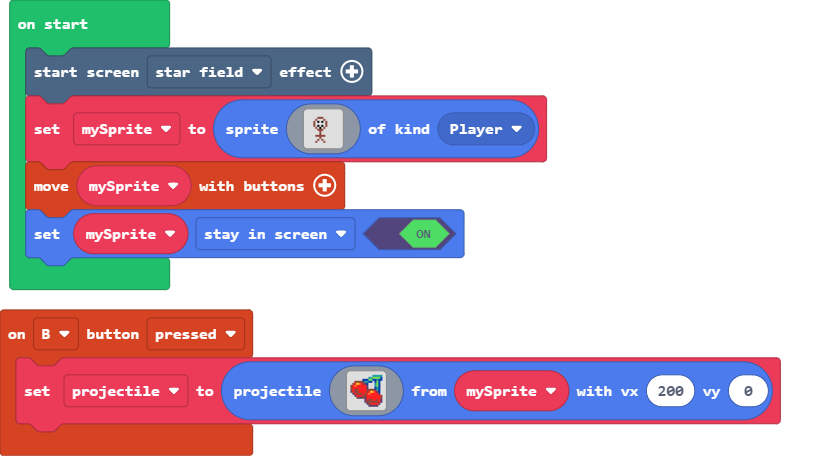 on start
start screen star field effect
set mySprite to sprite of kind Player
move mySprite with buttons
set mySprite stay in screen ON
on B button pressed
set projectile to projectile from mySprite with vx 200 vy 0